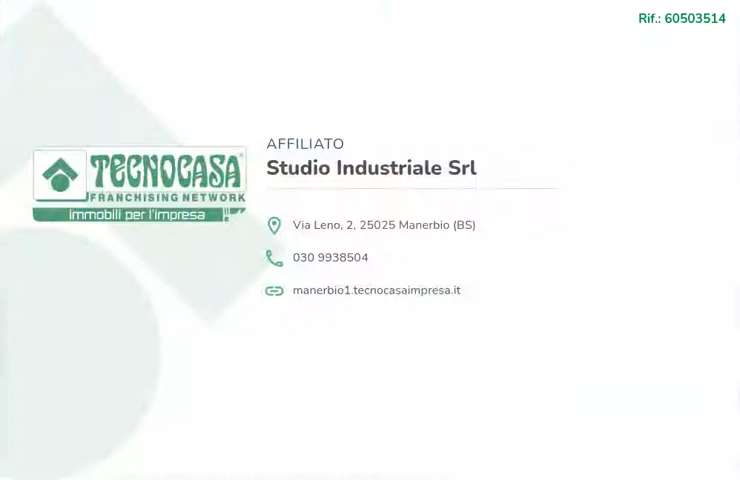 Rif.: 60503514
AFFILIATO
Studio Industriale Srl
TECNOCASA
FRANCHISING NETWORK
immobili per l'impresa
Via Leno, 2, 25025 Manerbio (BS)
030 9938504
manerbio1.tecnocasaimpresa.it